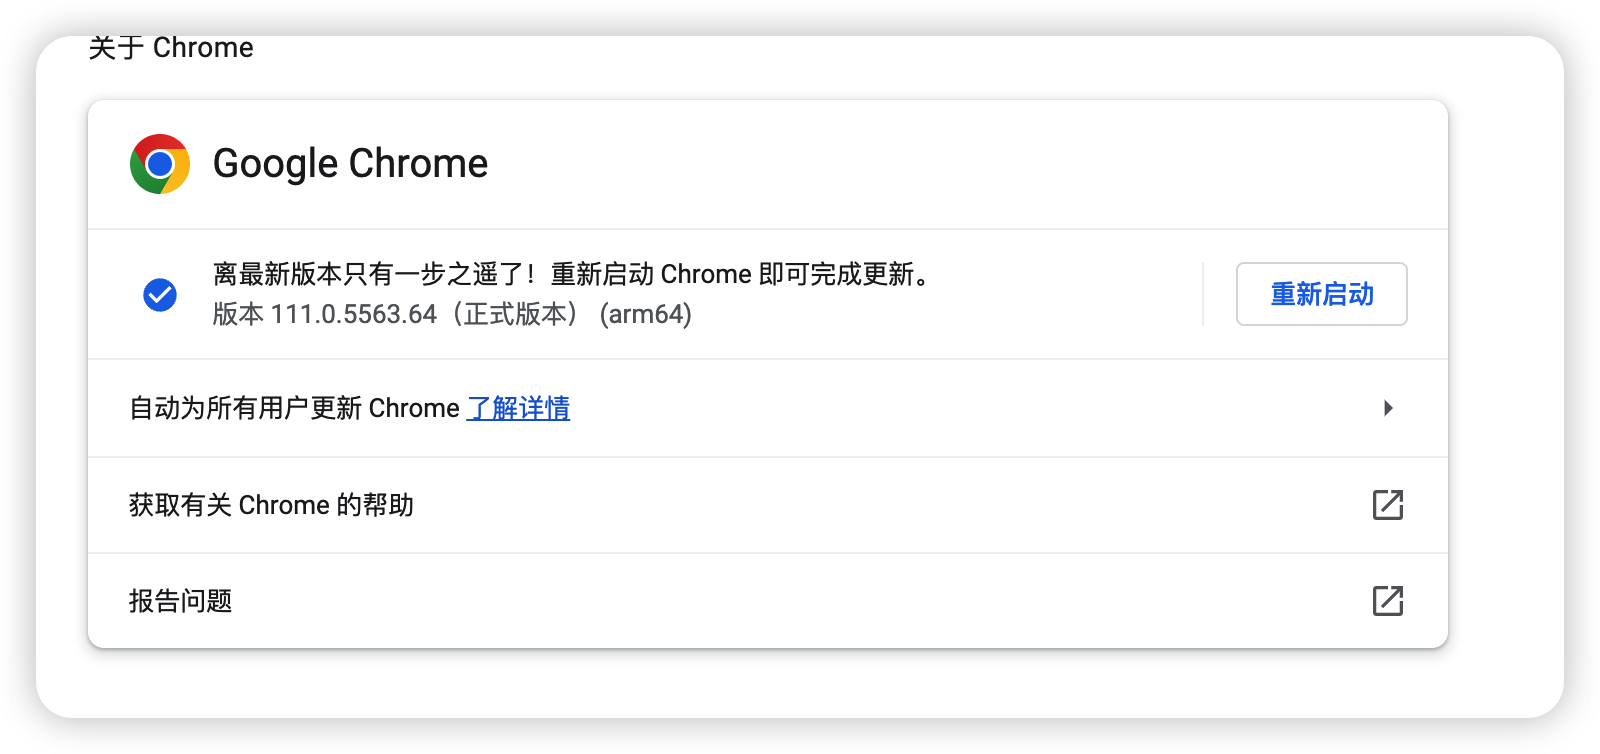 关于 Chrome
Google Chrome
离最新版本只有一步之遥了！重新启动 Chrome 即可完成更新。
版本 111.0.5563.64（正式版本） (arm64)
重新启动
自动为所有用户更新 Chrome 了解详情
获取有关 Chrome 的帮助
报告问题